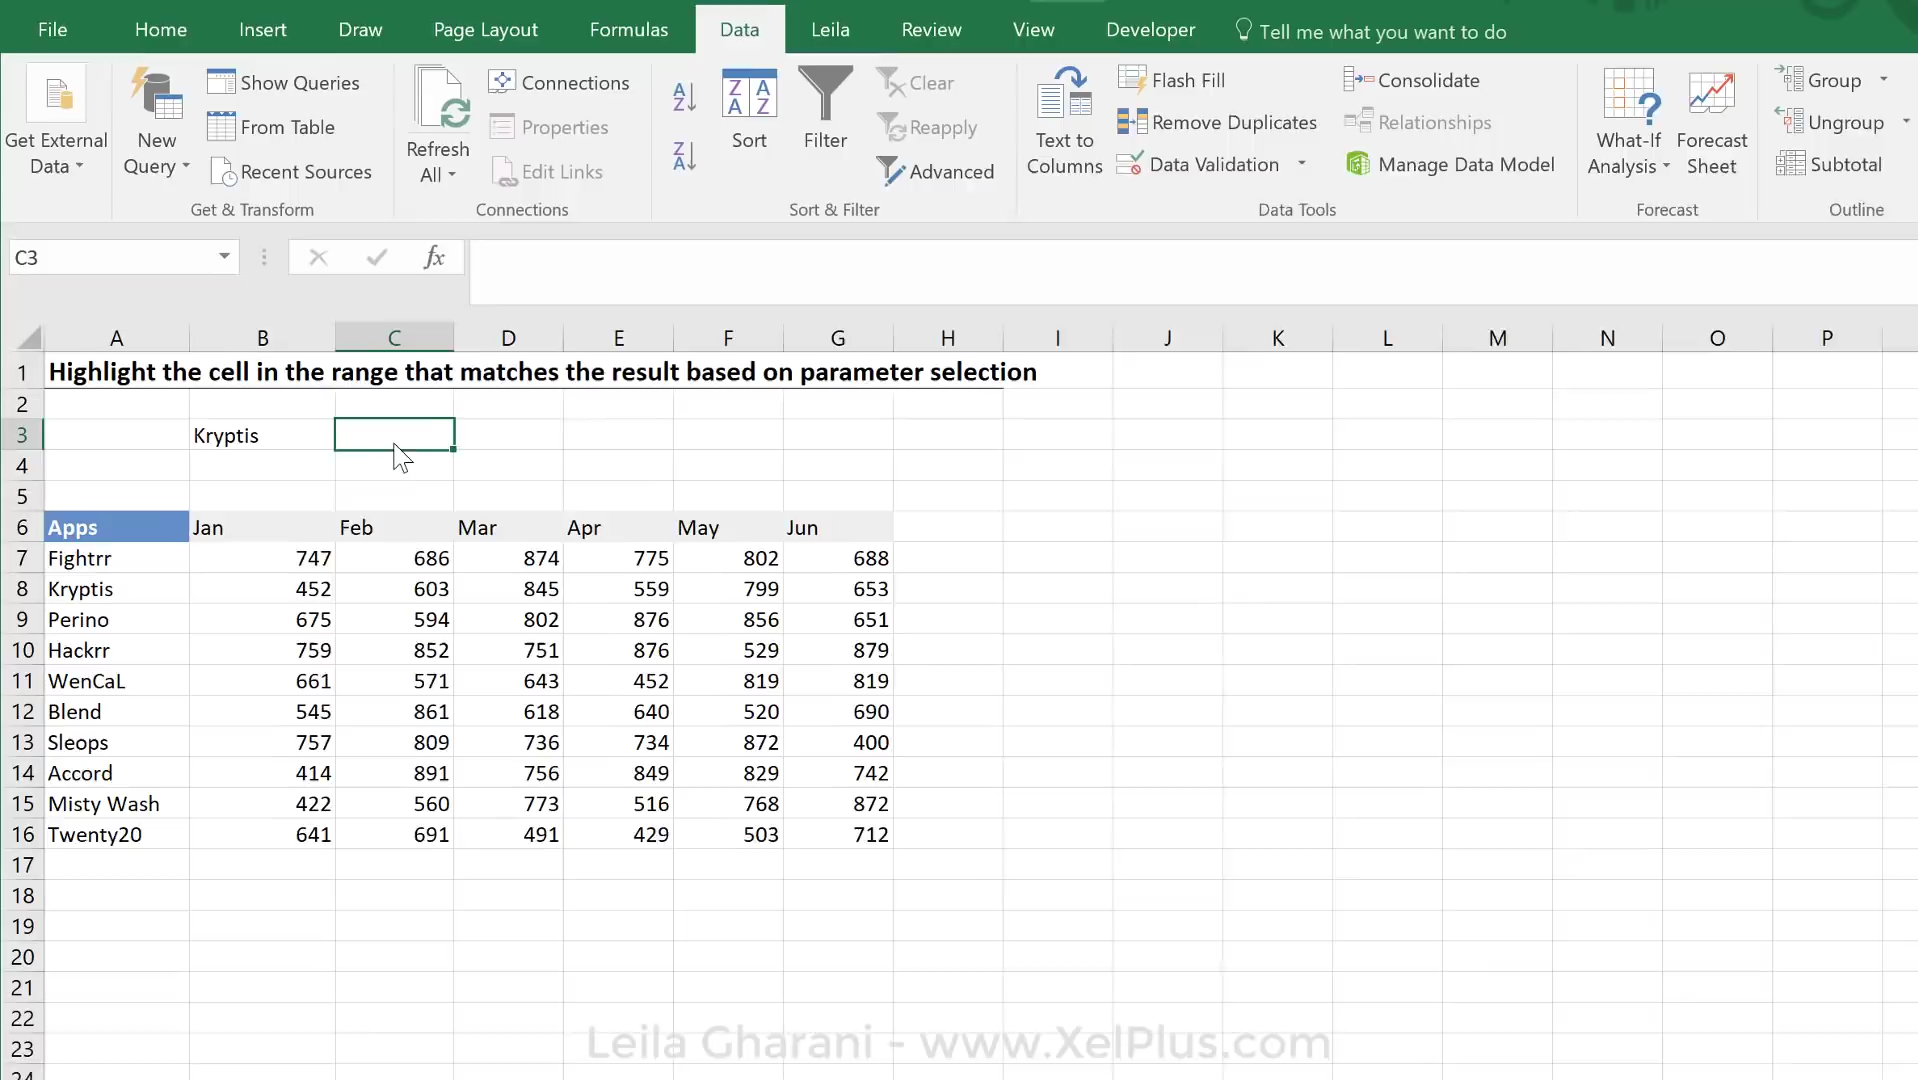 File Home Insert Draw Page Layout Formulas Data Leila Review View Developer Tell me what you want to do
Get External Data
New Query
Show Queries
From Table
Recent Sources
Get & Transform
Refresh All
Connections
Properties
Edit Links
Connections
Sort
Filter
Clear
Reapply
Advanced
Sort & Filter
Text to Columns
Flash Fill
Remove Duplicates
Data Validation
Consolidate
Relationships
Manage Data Model
Data Tools
What-If Analysis
Forecast Sheet
Forecast
Group
Ungroup
Subtotal
Outline
C3 fx
A B C D E F G H I J K L M N O P
1 Highlight the cell in the range that matches the result based on parameter selection
2
3 Kryptis
4
5
6 Apps Jan Feb Mar Apr May Jun
7 Fightrr 747 686 874 775 802 688
8 Kryptis 452 603 845 559 799 653
9 Perino 675 594 802 876 856 651
10 Hackrr 759 852 751 876 529 879
11 WenCaL 661 571 643 452 819 819
12 Blend 545 861 618 640 520 690
13 Sleops 757 809 736 734 872 400
14 Accord 414 891 756 849 829 742
15 Misty Wash 422 560 773 516 768 872
16 Twenty20 641 691 491 429 503 712
17
18
19
20
21
22
23
24
Leila Gharani - www.XelPlus.com